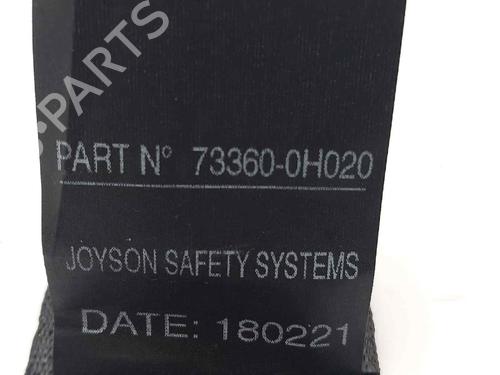 B-PARTS
PART N° 73360-0H020
JOYSON SAFETY SYSTEMS
DATE: 180221